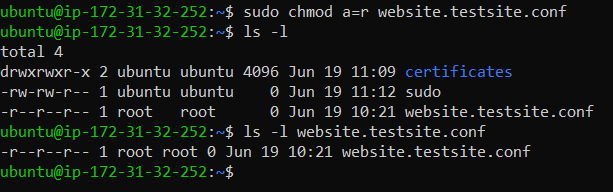 ubuntu@ip-172-31-32-252:~$ sudo chmod a=r website.testsite.conf
ubuntu@ip-172-31-32-252:~$ ls -l
total 4
drwxrwxr-x 2 ubuntu ubuntu 4096 Jun 19 11:09 certificates
-rw-rw-r-- 1 ubuntu ubuntu    0 Jun 19 11:12 sudo
-r--r--r-- 1 root   root      0 Jun 19 10:21 website.testsite.conf
ubuntu@ip-172-31-32-252:~$ ls -l website.testsite.conf
-r--r--r-- 1 root root 0 Jun 19 10:21 website.testsite.conf
ubuntu@ip-172-31-32-252:~$